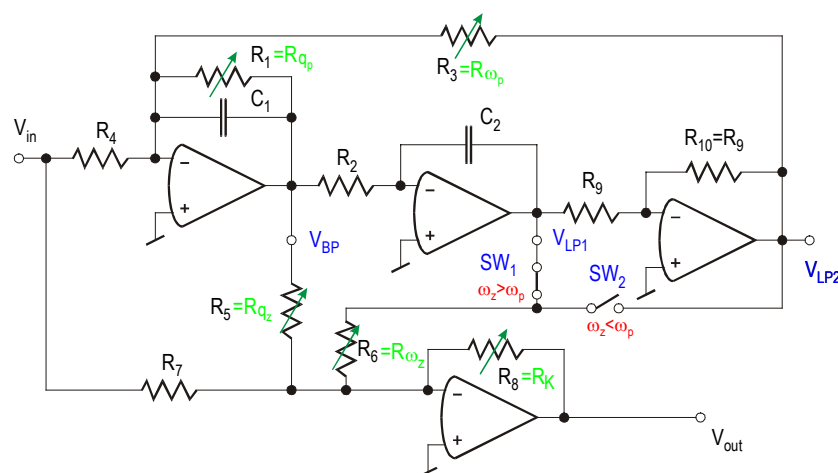 R1=Rqp
R3=Rωp
C1
C2
Vin
R4
R2
R10=R9
R9
− + − + − +
VBP
VLP1
SW1
SW2
VLP2
ωz>ωp
ωz<ωp
R5=Rqz
R6=Rωz
R7
R8=RK
− +
Vout